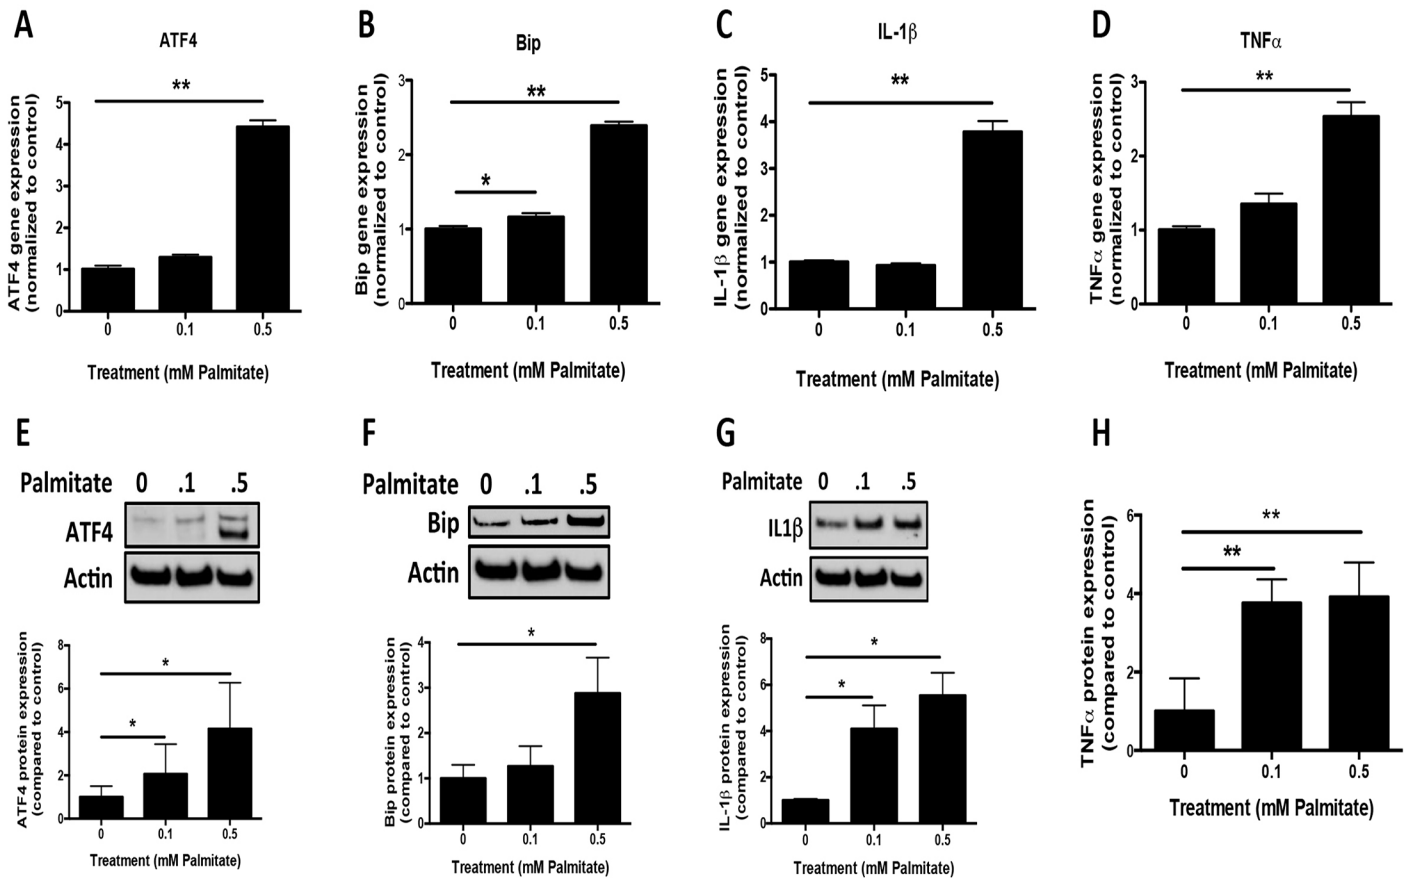 A
ATF4
**
ATF4 gene expression
(normalized to control)
5
4
3
2
1
0
0 0.1 0.5
Treatment (mM Palmitate)
B
Bip
**
*
Bip gene expression
(normalized to control)
3
2
1
0
0 0.1 0.5
Treatment (mM Palmitate)
C
IL-1β
**
IL-1β gene expression
(normalized to control)
5
4
3
2
1
0
0 0.1 0.5
Treatment (mM Palmitate)
D
TNFα
**
TNFα gene expression
(normalized to control)
3
2
1
0
0 0.1 0.5
Treatment (mM Palmitate)
E
Palmitate 0 .1 .5
ATF4
Actin
*
*
ATF4 protein expression
(compared to control)
8
6
4
2
0
0 0.1 0.5
Treatment (mM Palmitate)
F
Palmitate 0 .1 .5
Bip
Actin
*
Bip protein expression
(compared to control)
4
3
2
1
0
0 0.1 0.5
Treatment (mM Palmitate)
G
Palmitate 0 .1 .5
IL1β
Actin
*
*
IL-1β protein expression
(compared to control)
8
6
4
2
0
0 0.1 0.5
Treatment (mM Palmitate)
H
**
**
TNFα protein expression
(compared to control)
6
4
2
0
0 0.1 0.5
Treatment (mM Palmitate)